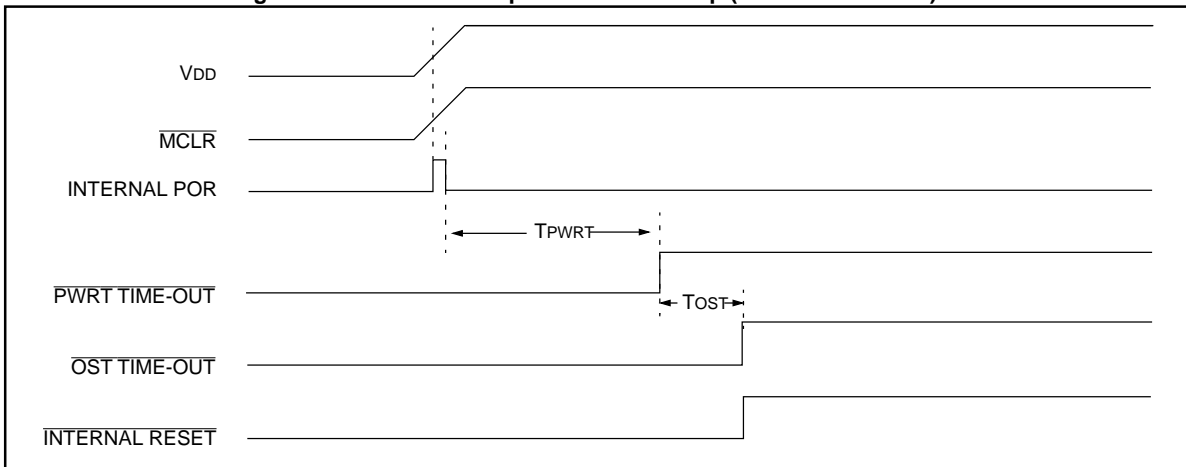 VDD
MCLR
INTERNAL POR
TPWRT
PWRT TIME-OUT
TOST
OST TIME-OUT
INTERNAL RESET